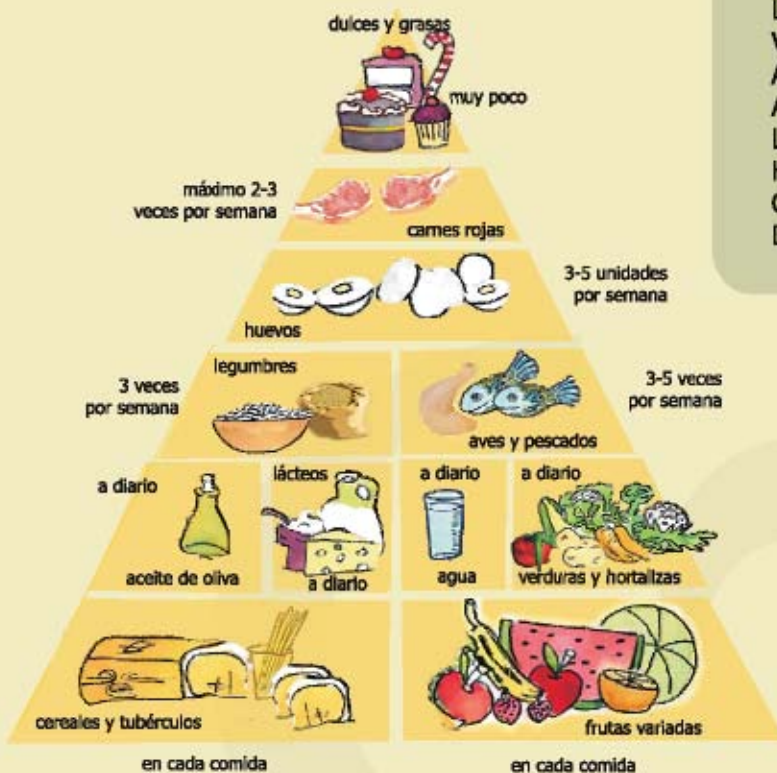 dulces y grasas
muy poco
máximo 2-3
veces por semana
carnes rojas
3-5 unidades
por semana
huevos
legumbres
3 veces
por semana
3-5 veces
por semana
aves y pescados
a diario
lácteos
a diario
a diario
aceite de oliva
a diario
agua
verduras y hortalizas
cereales y tubérculos
frutas variadas
en cada comida
en cada comida